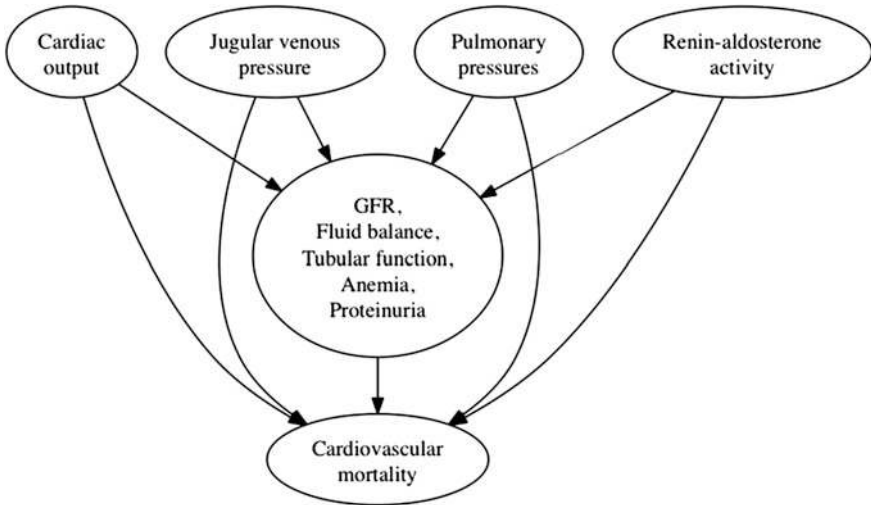 Cardiac
output
Jugular venous
pressure
Pulmonary
pressures
Renin-aldosterone
activity
GFR,
Fluid balance,
Tubular function,
Anemia,
Proteinuria
Cardiovascular
mortality